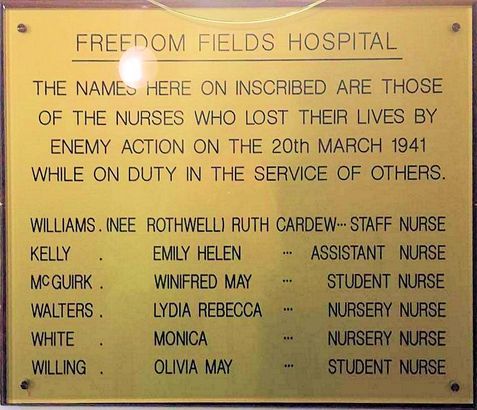 FREEDOM FIELDS HOSPITAL
THE NAMES HERE ON INSCRIBED ARE THOSE
OF THE NURSES WHO LOST THEIR LIVES BY
ENEMY ACTION ON THE 20th MARCH 1941
WHILE ON DUTY IN THE SERVICE OF OTHERS.
WILLIAMS . (NEE ROTHWELL) RUTH CARDEW ... STAFF NURSE
KELLY . EMILY HELEN ... ASSISTANT NURSE
McGUIRK . WINIFRED MAY ... STUDENT NURSE
WALTERS . LYDIA REBECCA ... NURSERY NURSE
WHITE . MONICA ... NURSERY NURSE
WILLING . OLIVIA MAY ... STUDENT NURSE